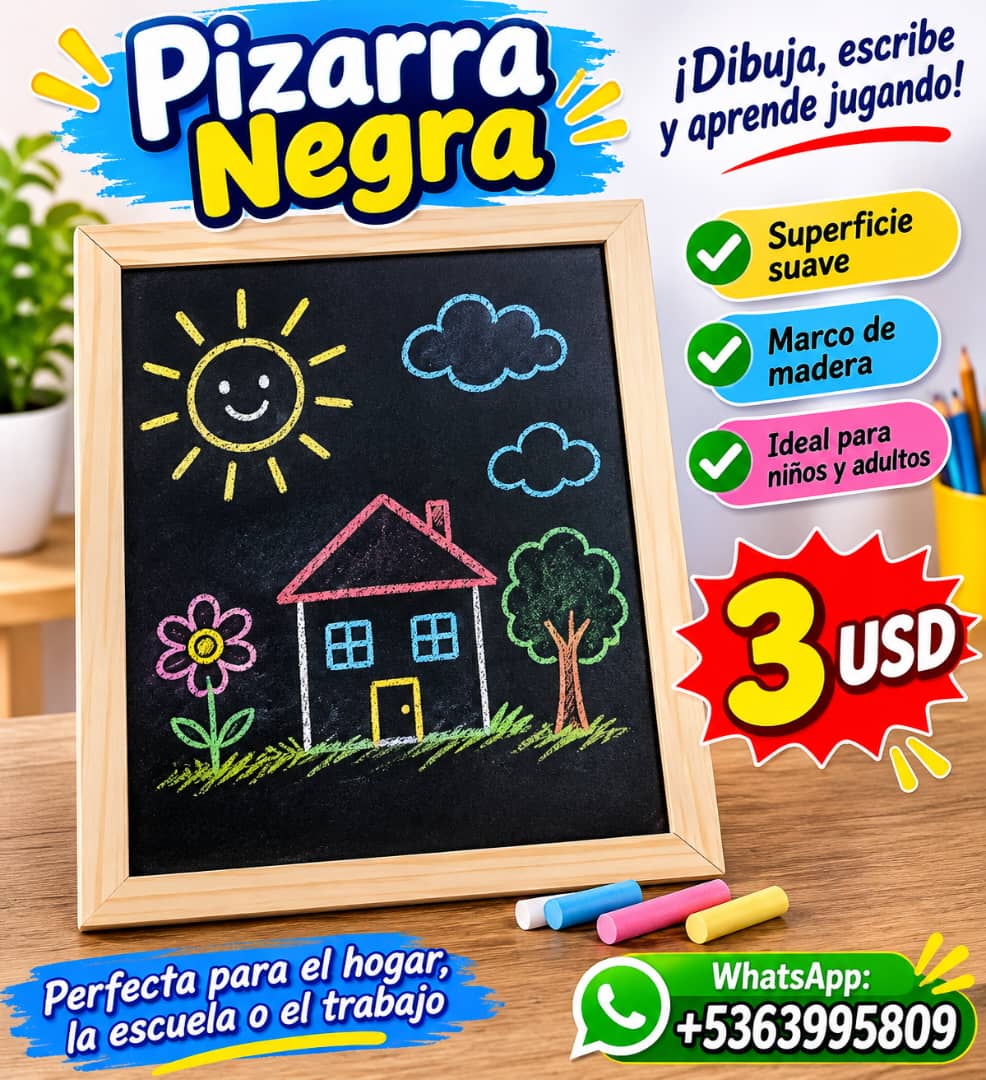 Pizarra
Negra
¡Dibuja, escribe
y aprende jugando!
Superficie
suave
Marco de
madera
Ideal para
niños y adultos
3 USD
Perfecta para el hogar,
la escuela o el trabajo
WhatsApp:
+5363995809